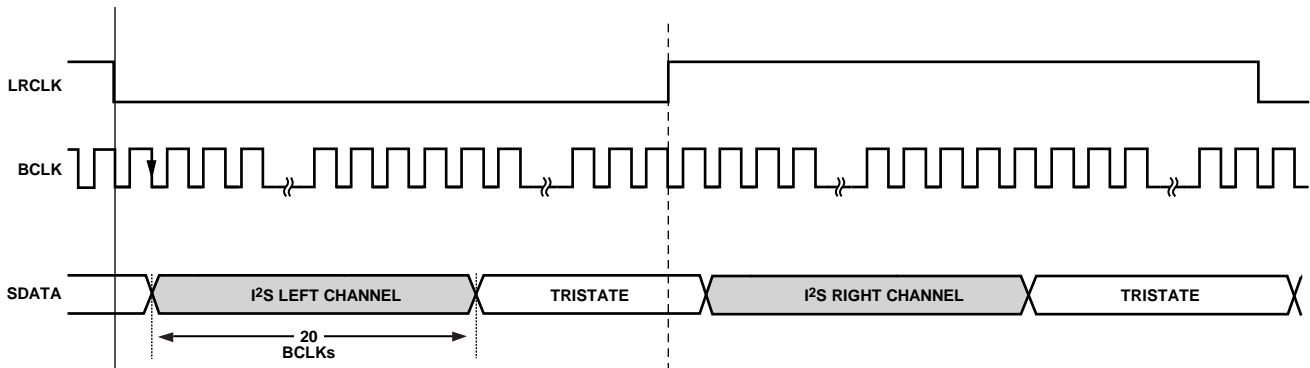 LRCLK
BCLK
SDATA
I²S LEFT CHANNEL
TRISTATE
I²S RIGHT CHANNEL
TRISTATE
20
BCLKs